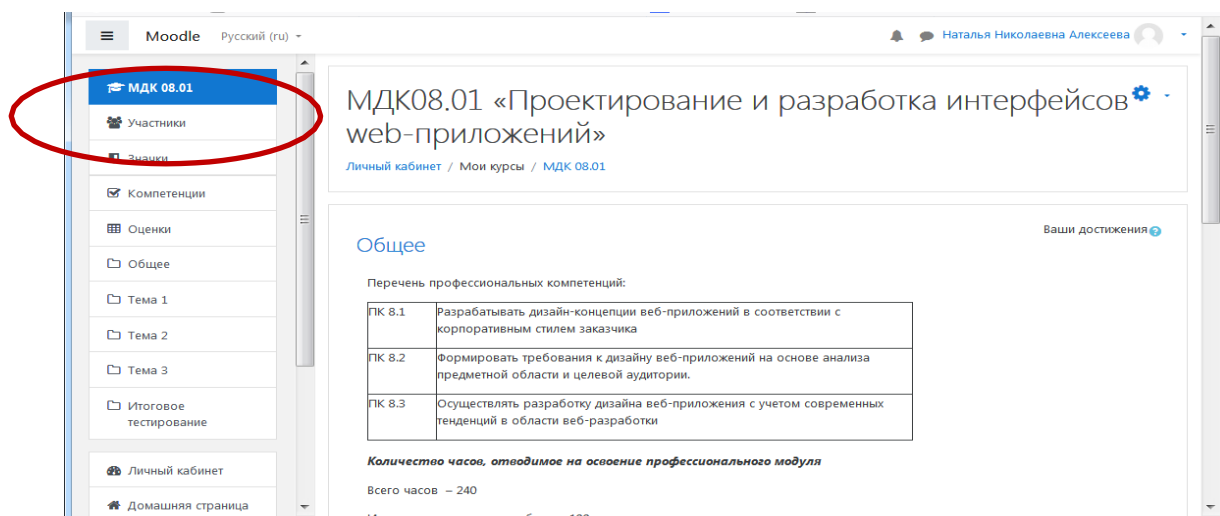 Moodle Русский (ru)
Наталья Николаевна Алексеева
МДК 08.01
Участники
Значки
Компетенции
Оценки
Общее
Тема 1
Тема 2
Тема 3
Итоговое
тестирование
Личный кабинет
Домашняя страница
МДК08.01 «Проектирование и разработка интерфейсов
web-приложений»
Личный кабинет / Мои курсы / МДК 08.01
Ваши достижения
Общее
Перечень профессиональных компетенций:
ПК 8.1 Разрабатывать дизайн-концепции веб-приложений в соответствии с
корпоративным стилем заказчика
ПК 8.2 Формировать требования к дизайну веб-приложений на основе анализа
предметной области и целевой аудитории.
ПК 8.3 Осуществлять разработку дизайна веб-приложения с учетом современных
тенденций в области веб-разработки
Количество часов, отводимое на освоение профессионального модуля
Всего часов – 240